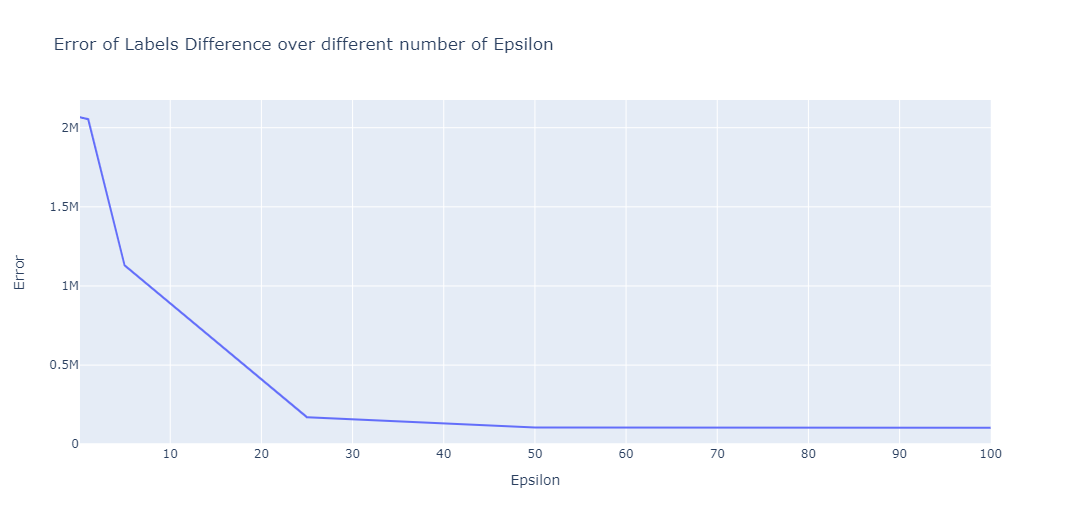 Error of Labels Difference over different number of Epsilon
2M
1.5M
1M
0.5M
0
Error
10 20 30 40 50 60 70 80 90 100
Epsilon